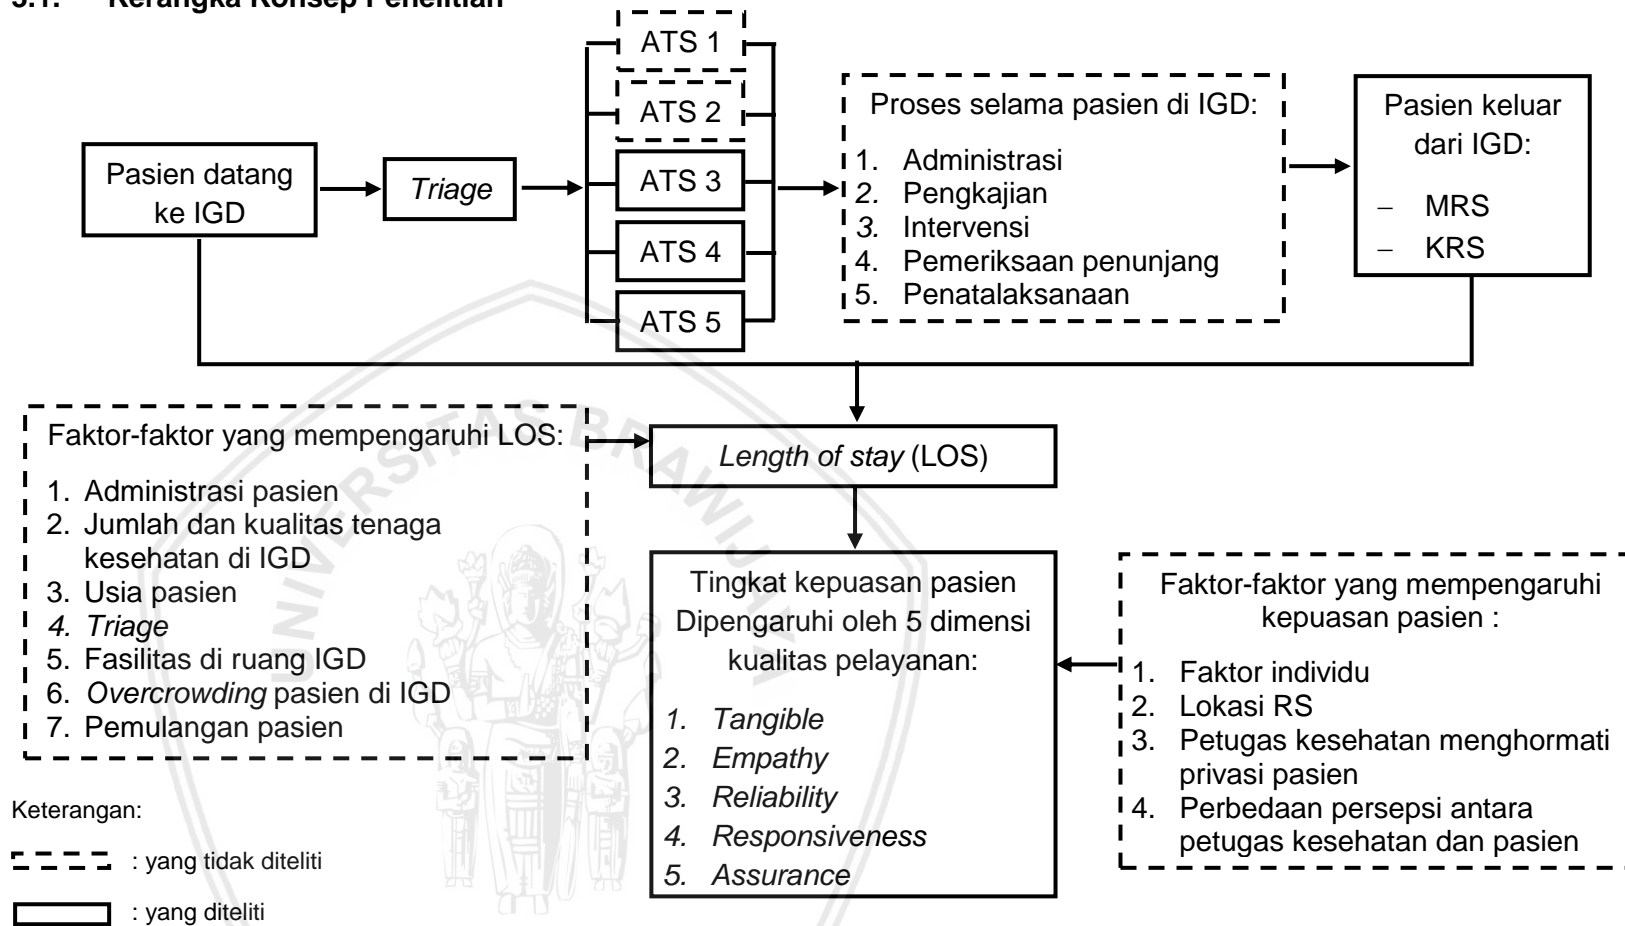 3.1. Kerangka Konsep Penelitian
Pasien datang
ke IGD
Triage
ATS 1
ATS 2
ATS 3
ATS 4
ATS 5
Proses selama pasien di IGD:
1. Administrasi
2. Pengkajian
3. Intervensi
4. Pemeriksaan penunjang
5. Penatalaksanaan
Pasien keluar
dari IGD:
– MRS
– KRS
Faktor-faktor yang mempengaruhi LOS:
1. Administrasi pasien
2. Jumlah dan kualitas tenaga
kesehatan di IGD
3. Usia pasien
4. Triage
5. Fasilitas di ruang IGD
6. Overcrowding pasien di IGD
7. Pemulangan pasien
Length of stay (LOS)
Tingkat kepuasan pasien
Dipengaruhi oleh 5 dimensi
kualitas pelayanan:
1. Tangible
2. Empathy
3. Reliability
4. Responsiveness
5. Assurance
Faktor-faktor yang mempengaruhi
kepuasan pasien :
1. Faktor individu
2. Lokasi RS
3. Petugas kesehatan menghormati
privasi pasien
4. Perbedaan persepsi antara
petugas kesehatan dan pasien
Keterangan:
: yang tidak diteliti
: yang diteliti
UNIVERSITAS BRAWIJAYA